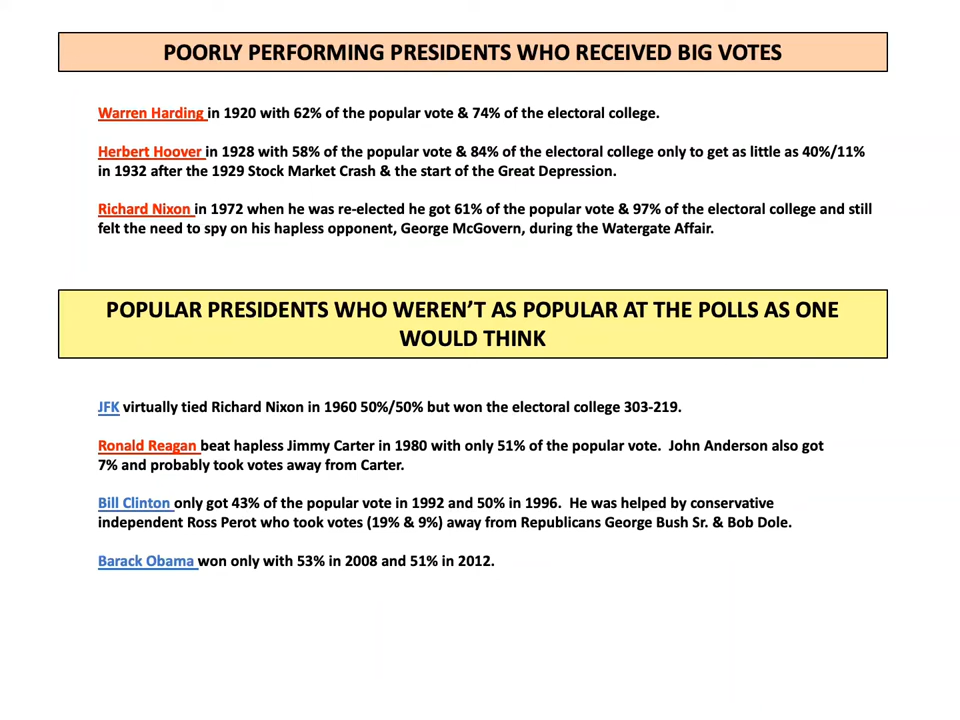 POORLY PERFORMING PRESIDENTS WHO RECEIVED BIG VOTES
Warren Harding in 1920 with 62% of the popular vote & 74% of the electoral college.
Herbert Hoover in 1928 with 58% of the popular vote & 84% of the electoral college only to get as little as 40%/11%
in 1932 after the 1929 Stock Market Crash & the start of the Great Depression.
Richard Nixon in 1972 when he was re-elected he got 61% of the popular vote & 97% of the electoral college and still
felt the need to spy on his hapless opponent, George McGovern, during the Watergate Affair.
POPULAR PRESIDENTS WHO WEREN'T AS POPULAR AT THE POLLS AS ONE
WOULD THINK
JFK virtually tied Richard Nixon in 1960 50%/50% but won the electoral college 303-219.
Ronald Reagan beat hapless Jimmy Carter in 1980 with only 51% of the popular vote.  John Anderson also got
7% and probably took votes away from Carter.
Bill Clinton only got 43% of the popular vote in 1992 and 50% in 1996.  He was helped by conservative
independent Ross Perot who took votes (19% & 9%) away from Republicans George Bush Sr. & Bob Dole.
Barack Obama won only with 53% in 2008 and 51% in 2012.